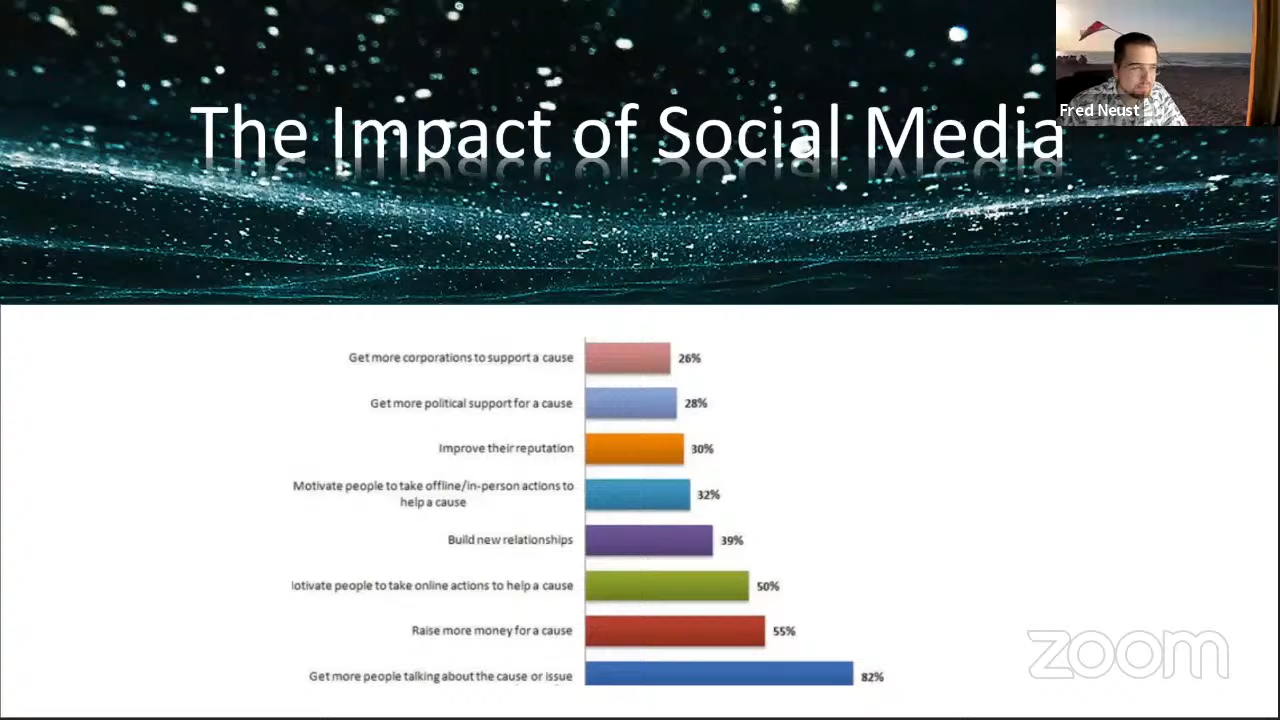 The Impact of Social Media
Fred Neust
Get more corporations to support a cause 26%
Get more political support for a cause 28%
Improve their reputation 30%
Motivate people to take offline/in-person actions to
help a cause
32%
Build new relationships 39%
otivate people to take online actions to help a cause 50%
Raise more money for a cause 55%
Get more people talking about the cause or issue 82%
zoom